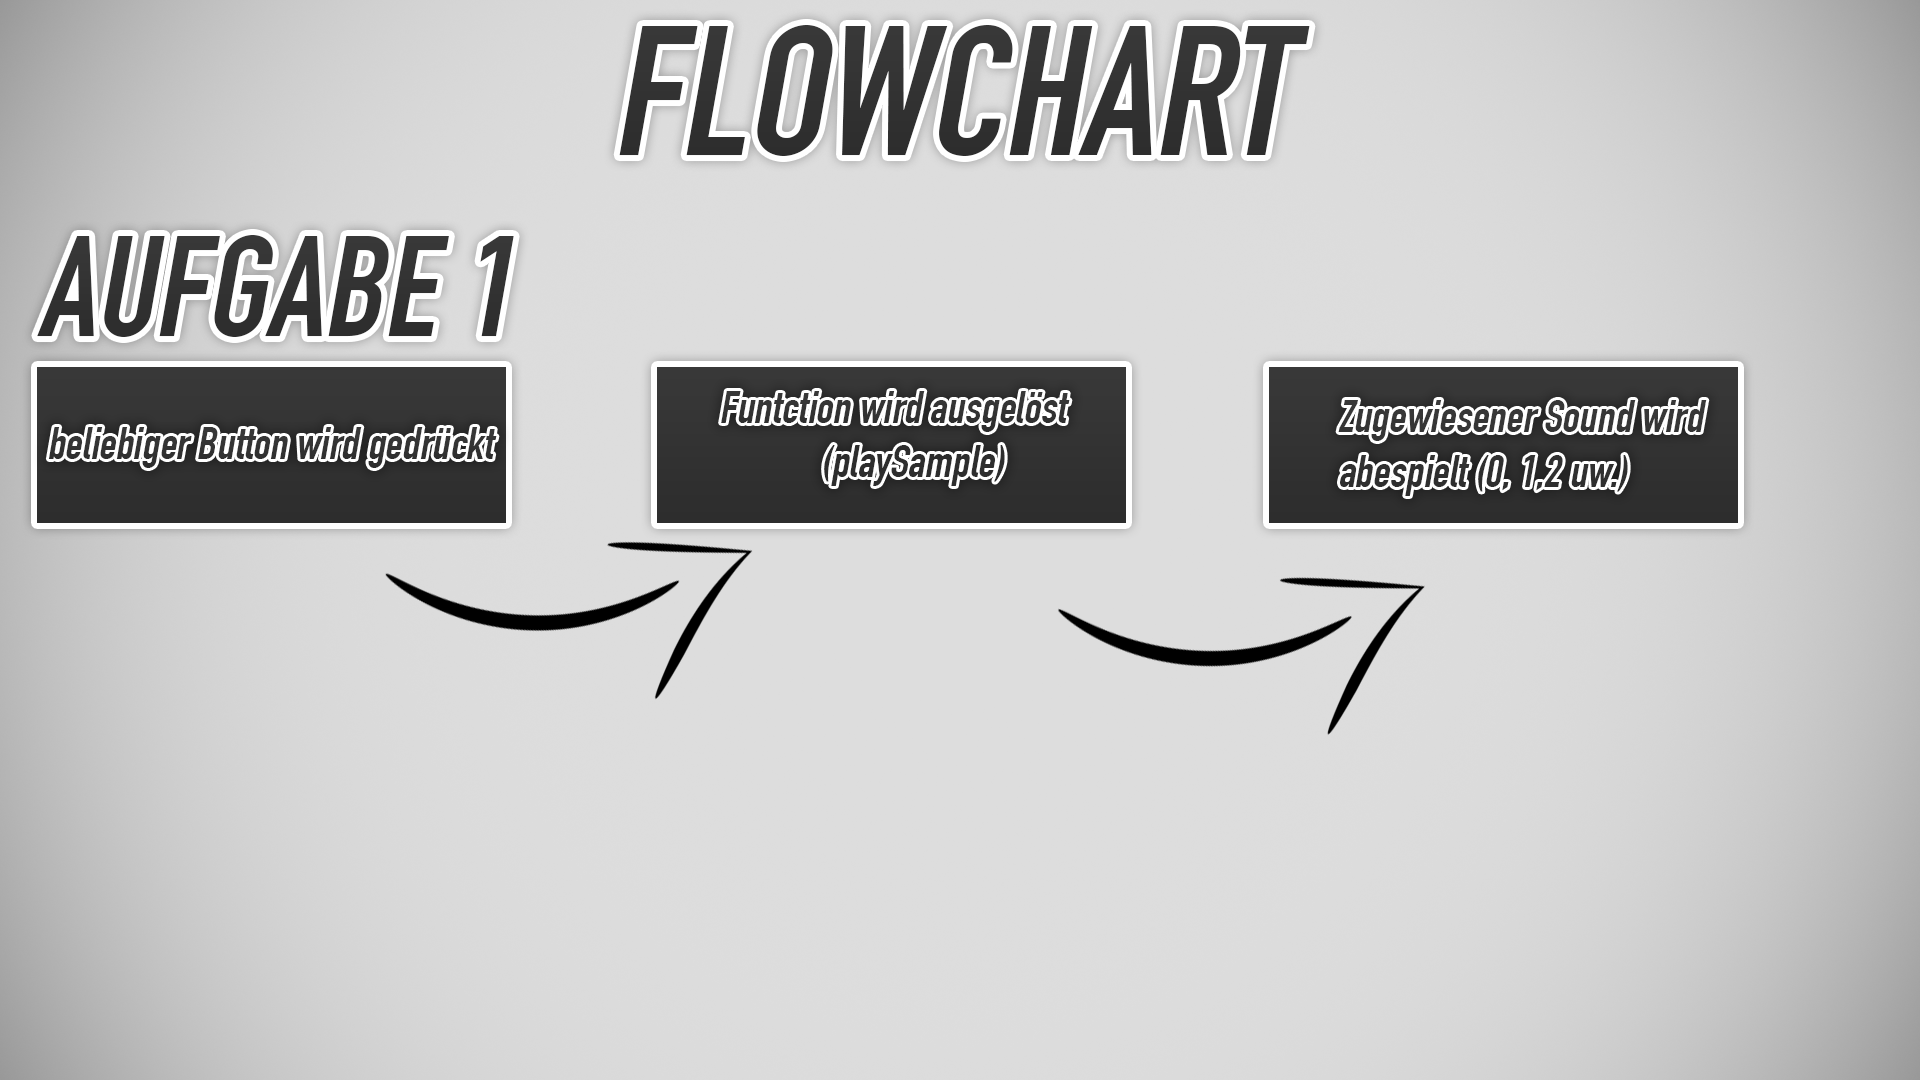 FLOWCHART
AUFGABE 1
beliebiger Button wird gedrückt
Funtction wird ausgelöst
(playSample)
Zugewiesener Sound wird
abespielt (0, 1,2 uw.)